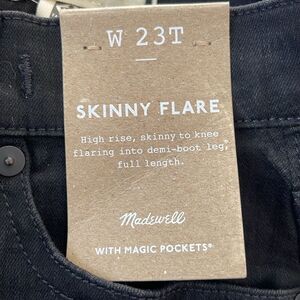 W 23T
SKINNY FLARE
High rise, skinny to knee
flaring into demi-boot leg,
full length.
Madewell
WITH MAGIC POCKETS®